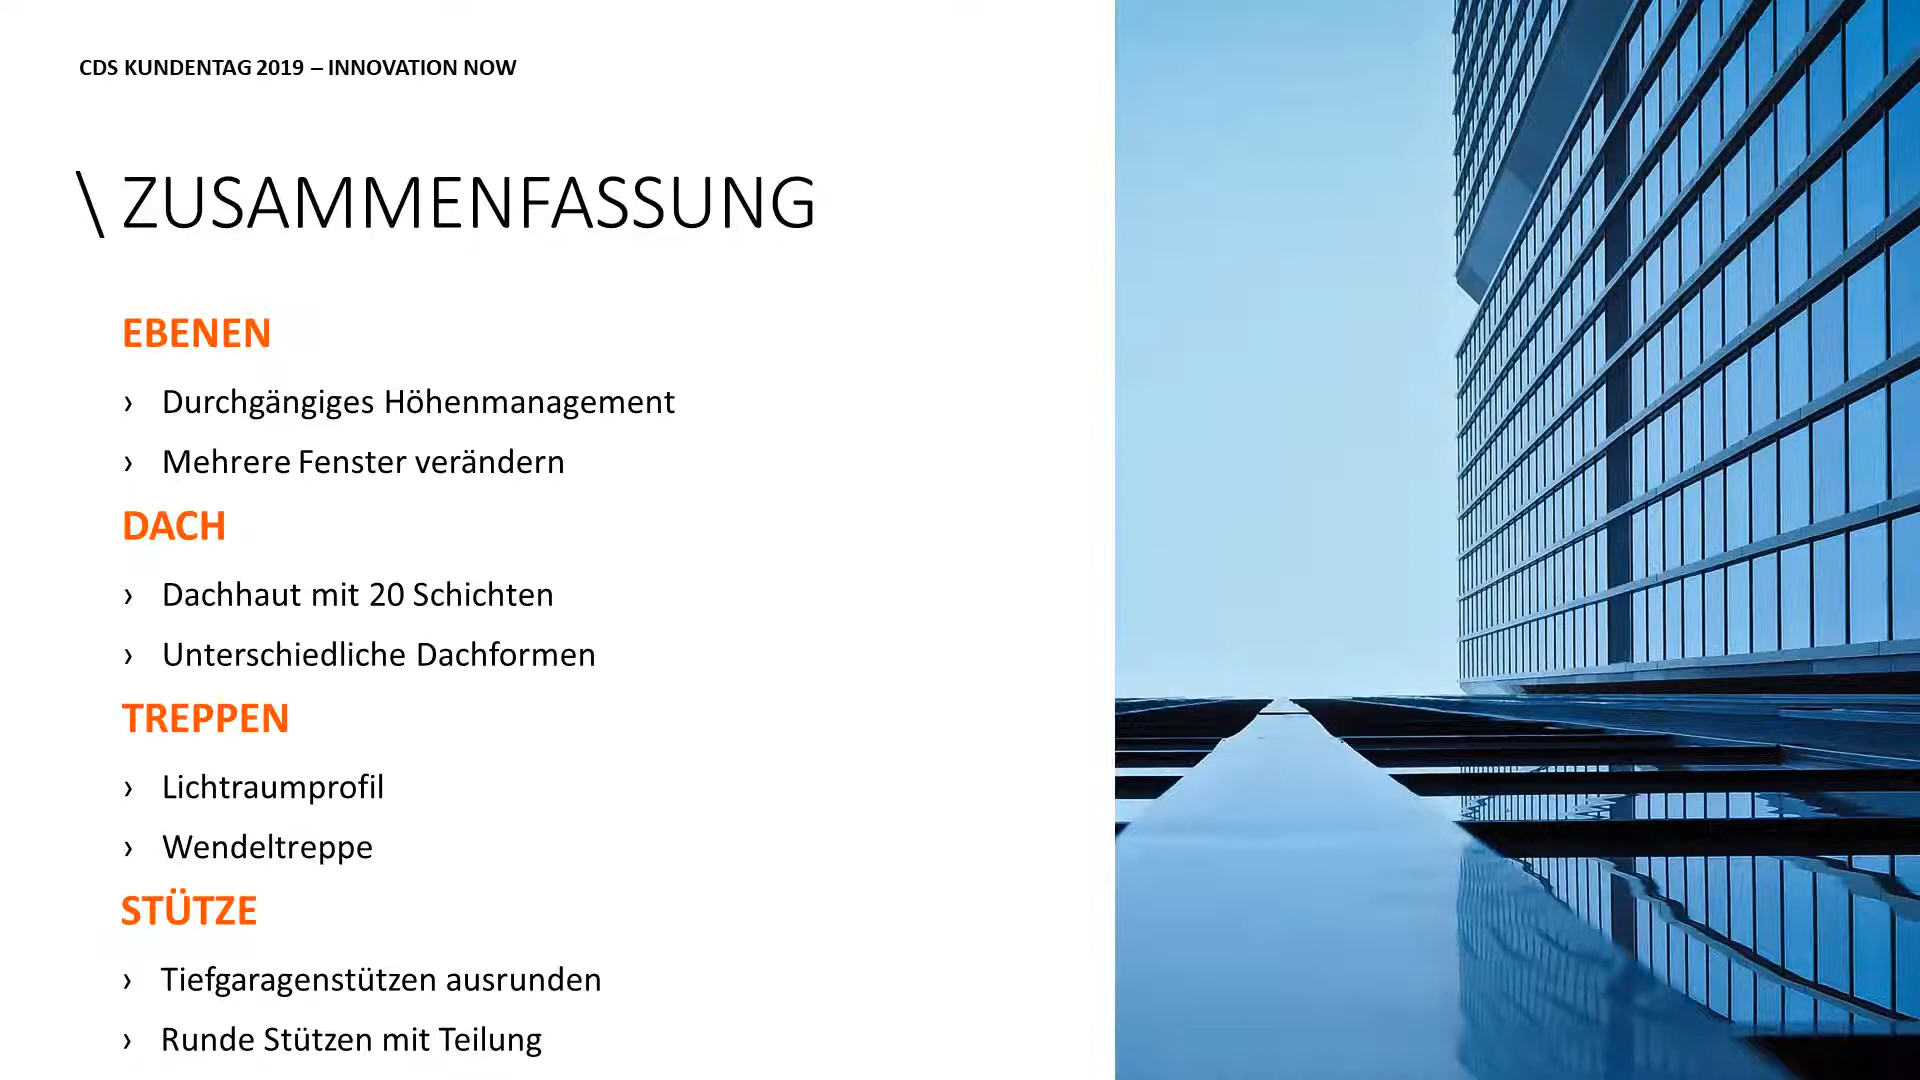 CDS KUNDENTAG 2019 – INNOVATION NOW
\ ZUSAMMENFASSUNG
EBENEN
› Durchgängiges Höhenmanagement
› Mehrere Fenster verändern
DACH
› Dachhaut mit 20 Schichten
› Unterschiedliche Dachformen
TREPPEN
› Lichtraumprofil
› Wendeltreppe
STÜTZE
› Tiefgaragenstützen ausrunden
› Runde Stützen mit Teilung